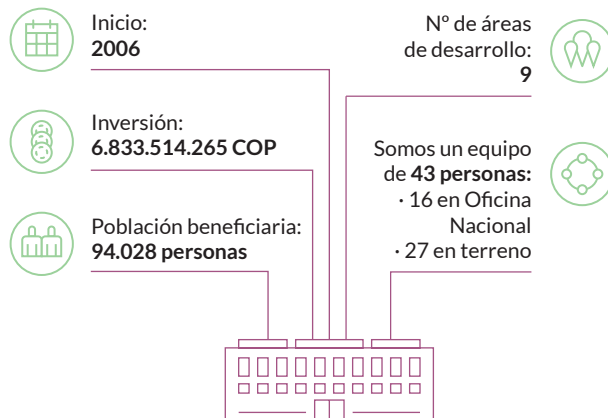 Inicio:
2006
Inversión:
6.833.514.265 COP
Población beneficiaria:
94.028 personas
Nº de áreas
de desarrollo:
9
Somos un equipo
de 43 personas:
· 16 en Oficina
Nacional
· 27 en terreno